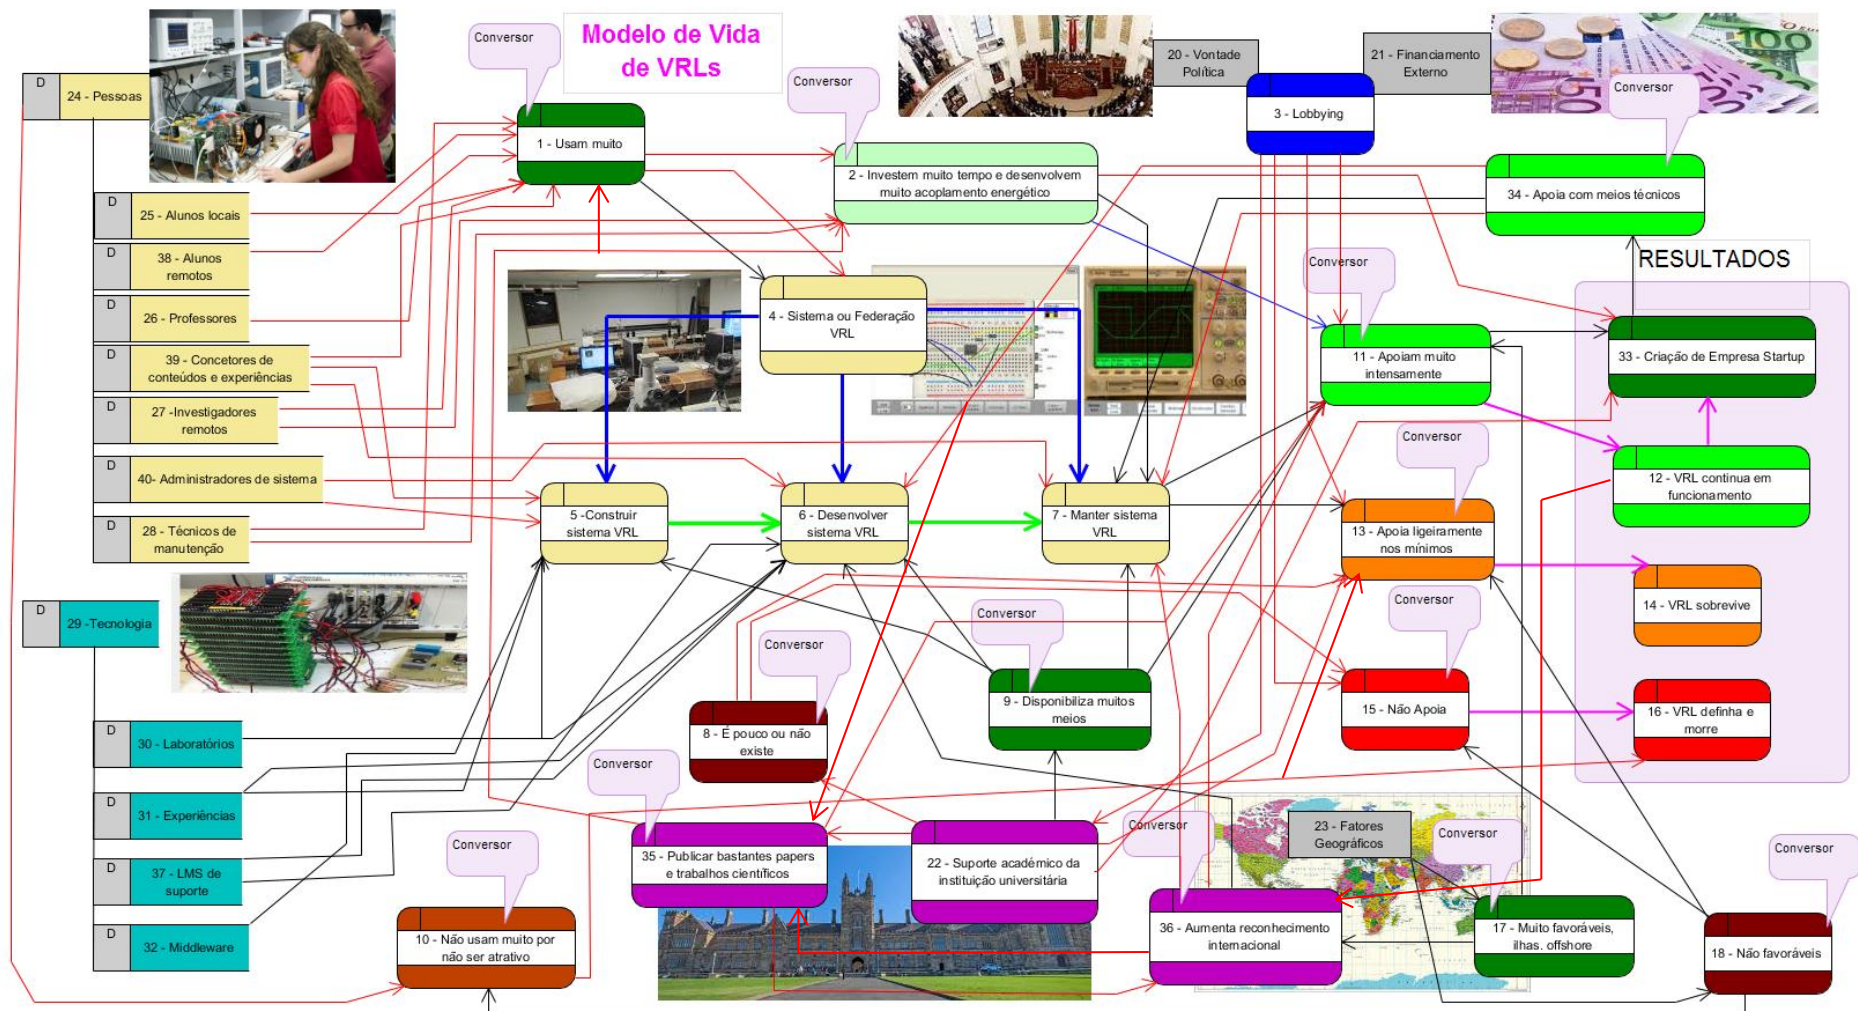 Modelo de Vida
de VRLs
Conversor
Conversor
20 - Vontade
Política
21 - Financiamento
Externo
Conversor
3 - Lobbying
D
24 - Pessoas
1 - Usam muito
2 - Investem muito tempo e desenvolvem
muito acoplamento energético
34 - Apoia com meios técnicos
D
25 - Alunos locais
D
38 - Alunos
remotos
D
26 - Professores
D
39 - Concetores de
conteúdos e experiências
D
27 -Investigadores
remotos
D
40- Administradores de sistema
D
28 - Técnicos de
manutenção
4 - Sistema ou Federação
VRL
Conversor
RESULTADOS
11 - Apoiam muito
intensamente
33 - Criação de Empresa Startup
Conversor
12 - VRL continua em
funcionamento
5 -Construir
sistema VRL
6 - Desenvolver
sistema VRL
7 - Manter sistema
VRL
13 - Apoia ligeiramente
nos mínimos
14 - VRL sobrevive
D
29 -Tecnologia
Conversor
Conversor
Conversor
9 - Disponibiliza muitos
meios
15 - Não Apoia
16 - VRL definha e
morre
8 - É pouco ou não
existe
D
30 - Laboratórios
D
31 - Experiências
D
37 - LMS de
suporte
D
32 - Middleware
Conversor
Conversor
Conversor
23 - Fatores
Geográficos
Conversor
Conversor
35 - Publicar bastantes papers
e trabalhos científicos
22 - Suporte académico da
instituição universitária
10 - Não usam muito por
não ser atrativo
36 - Aumenta reconhecimento
internacional
17 - Muito favoráveis,
ilhas. offshore
18 - Não favoráveis
50
100